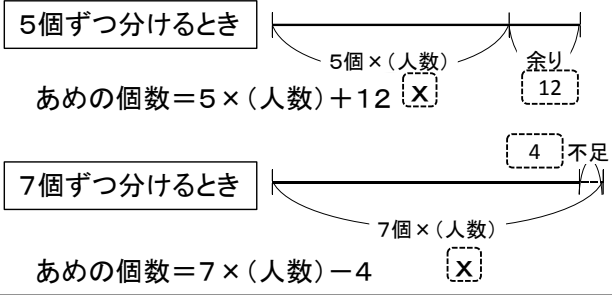 5個ずつ分けるとき
5個×(人数) 余り
12
あめの個数=5×(人数)+12 x
4 不足
7個ずつ分けるとき
7個×(人数)
あめの個数=7×(人数)-4 x